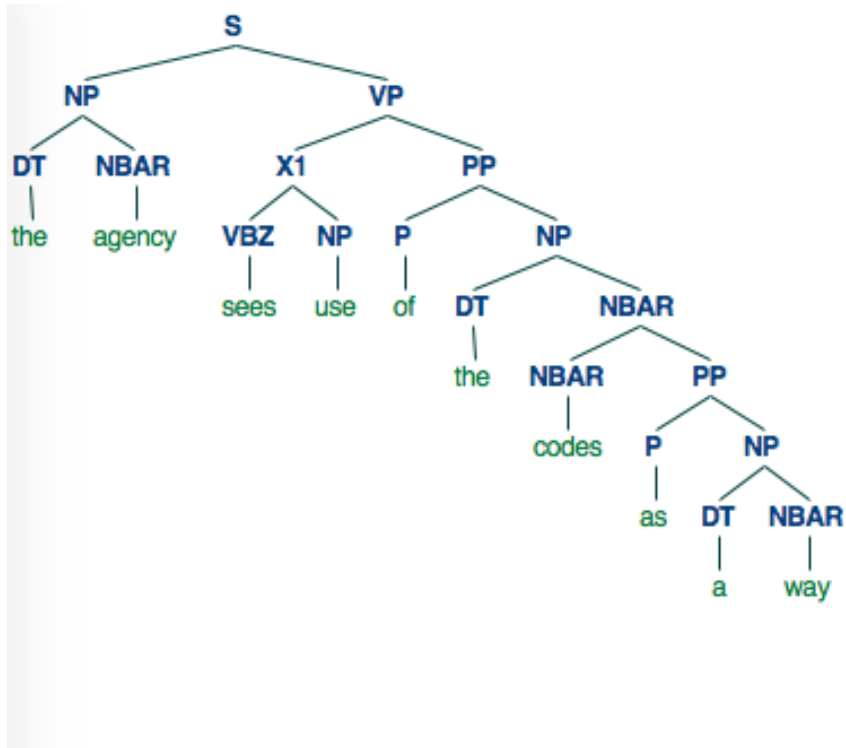 S
NP VP
DT NBAR X1 PP
the agency VBZ NP P NP
sees use of DT NBAR
the NBAR PP
codes P NP
as DT NBAR
a way